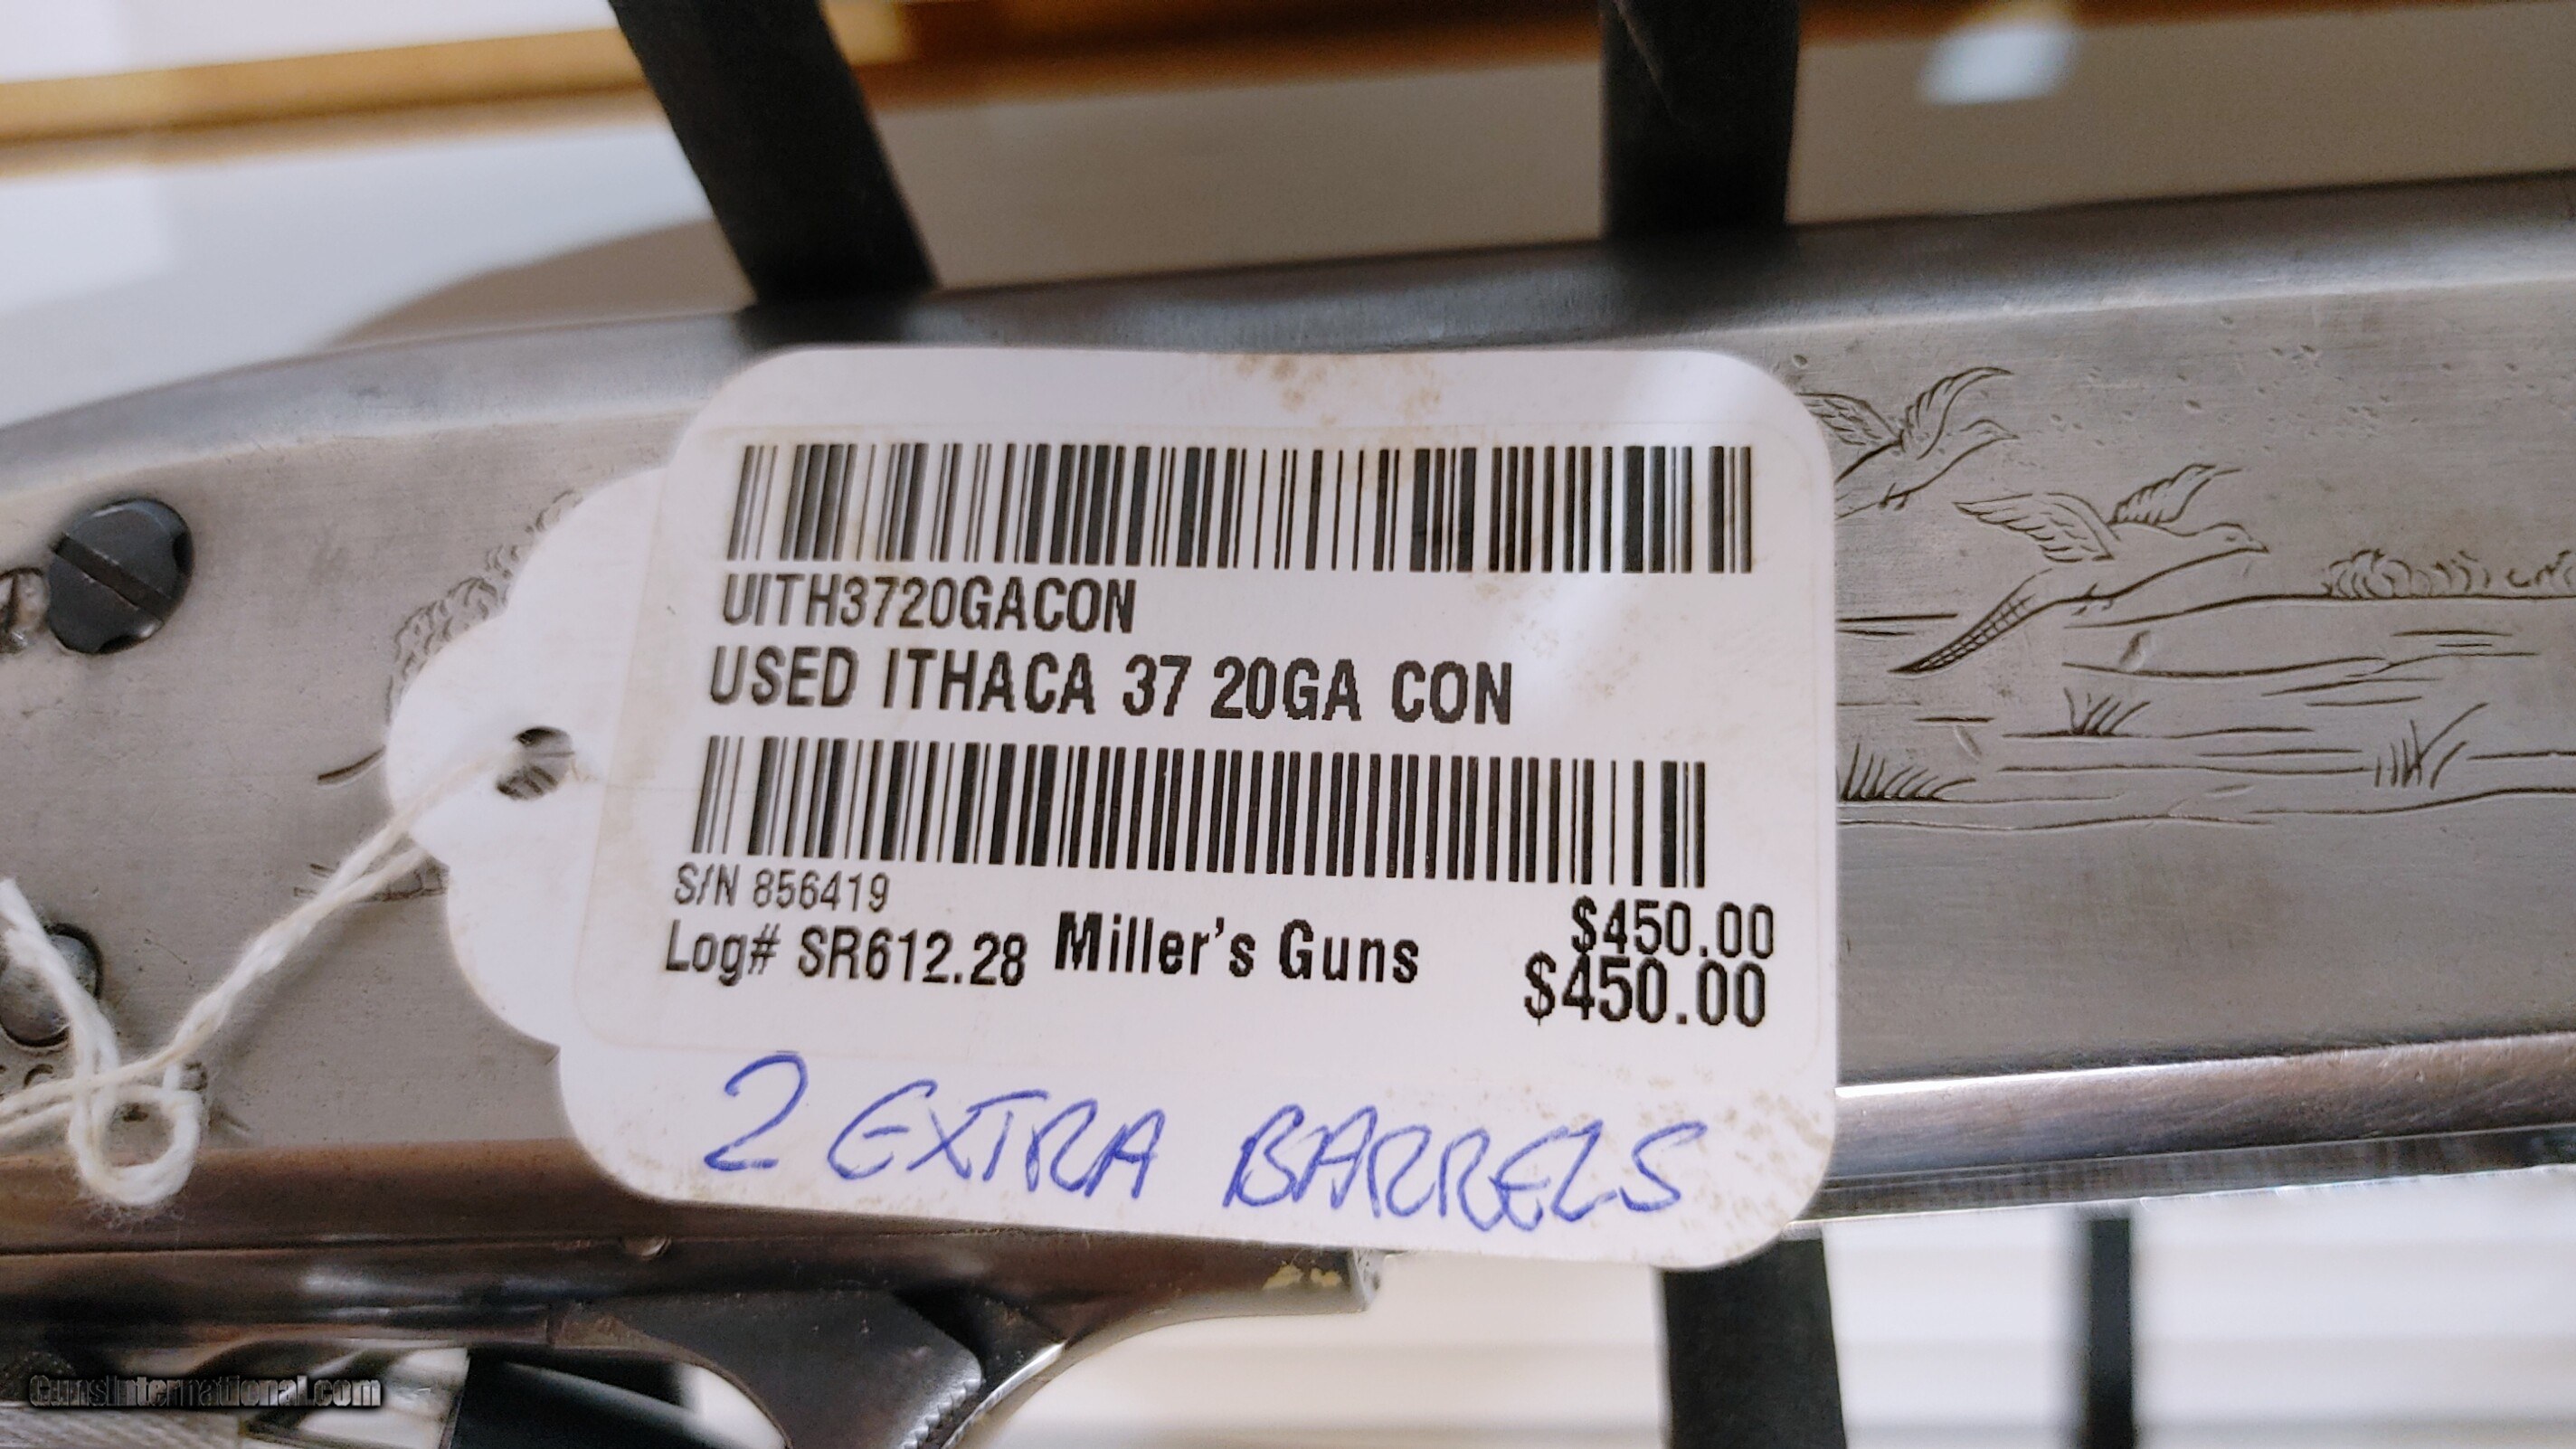 UITH3720GACON
USED ITHACA 37 20GA CON
S/N 856419
$450.00
Log# SR612.28 Miller's Guns
$450.00
2 EXTRA BARRELS
GunsInternational.com